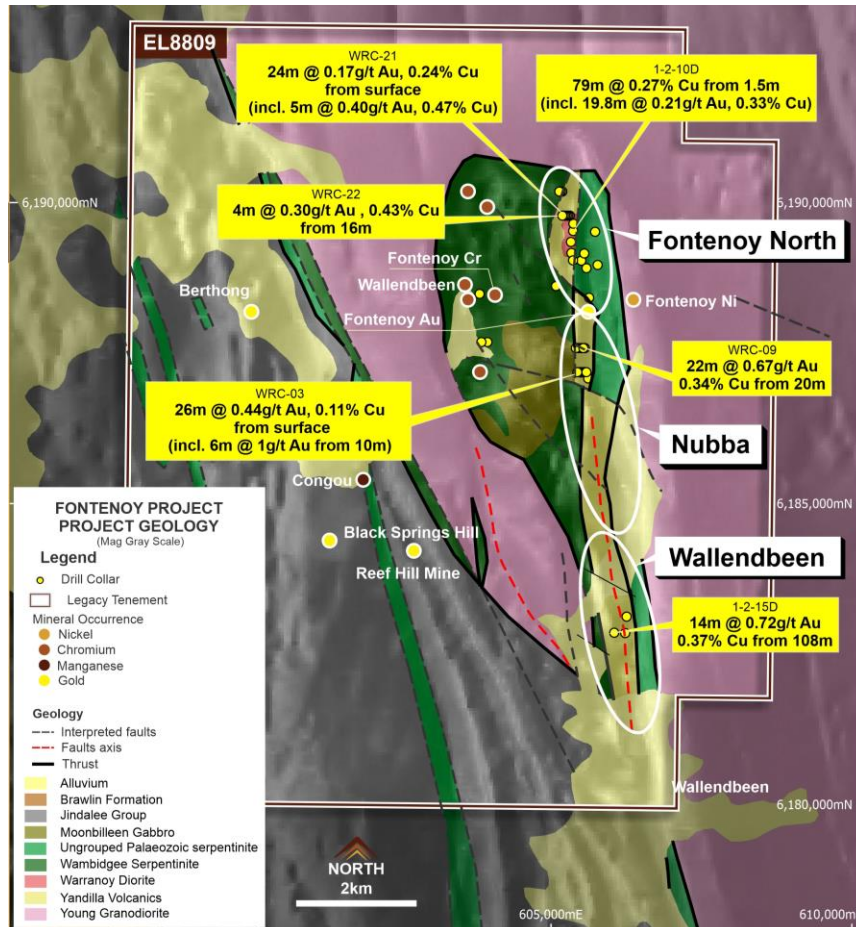 EL8809
WRC-21
24m @ 0.17g/t Au, 0.24% Cu
from surface
(incl. 5m @ 0.40g/t Au, 0.47% Cu)
1-2-10D
79m @ 0.27% Cu from 1.5m
(incl. 19.8m @ 0.21g/t Au, 0.33% Cu)
6,190,000mN
6,190,000mN
WRC-22
4m @ 0.30g/t Au , 0.43% Cu
from 16m
Fontenoy North
Fontenoy Cr
Wallendbeen
Berthong
Fontenoy Au
Fontenoy Ni
WRC-09
22m @ 0.67g/t Au
0.34% Cu from 20m
WRC-03
26m @ 0.44g/t Au, 0.11% Cu
from surface
(incl. 6m @ 1g/t Au from 10m)
Nubba
Congou
6,185,000mN
Black Springs Hill
Reef Hill Mine
Wallendbeen
1-2-15D
14m @ 0.72g/t Au
0.37% Cu from 108m
FONTENOY PROJECT
PROJECT GEOLOGY
(Mag Gray Scale)
Legend
Drill Collar
Legacy Tenement
Mineral Occurrence
Nickel
Chromium
Manganese
Gold
Geology
Interpreted faults
Faults axis
Thrust
Alluvium
Brawlin Formation
Jindalee Group
Moonbilleen Gabbro
Ungrouped Palaeozoic serpentinite
Wambidgee Serpentinite
Warranoy Diorite
Yandilla Volcanics
Young Granodiorite
Wallendbeen
6,180,000mN
NORTH
2km
605,000mE
610,000m